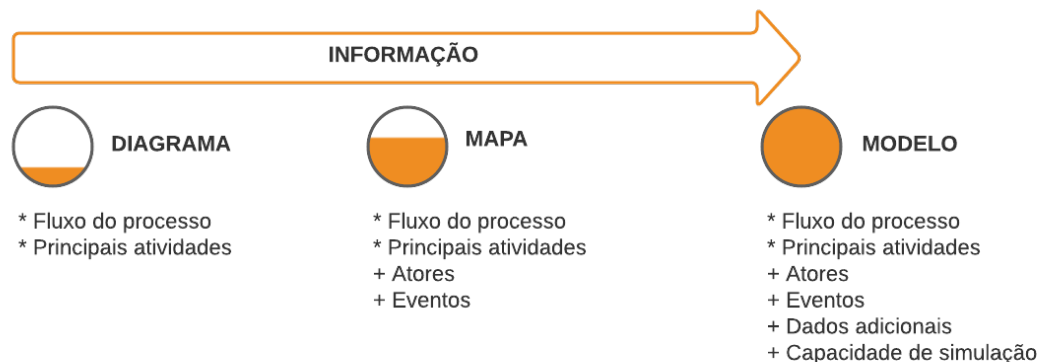 INFORMAÇÃO
DIAGRAMA
* Fluxo do processo
* Principais atividades
MAPA
* Fluxo do processo
* Principais atividades
+ Atores
+ Eventos
MODELO
* Fluxo do processo
* Principais atividades
+ Atores
+ Eventos
+ Dados adicionais
+ Capacidade de simulação